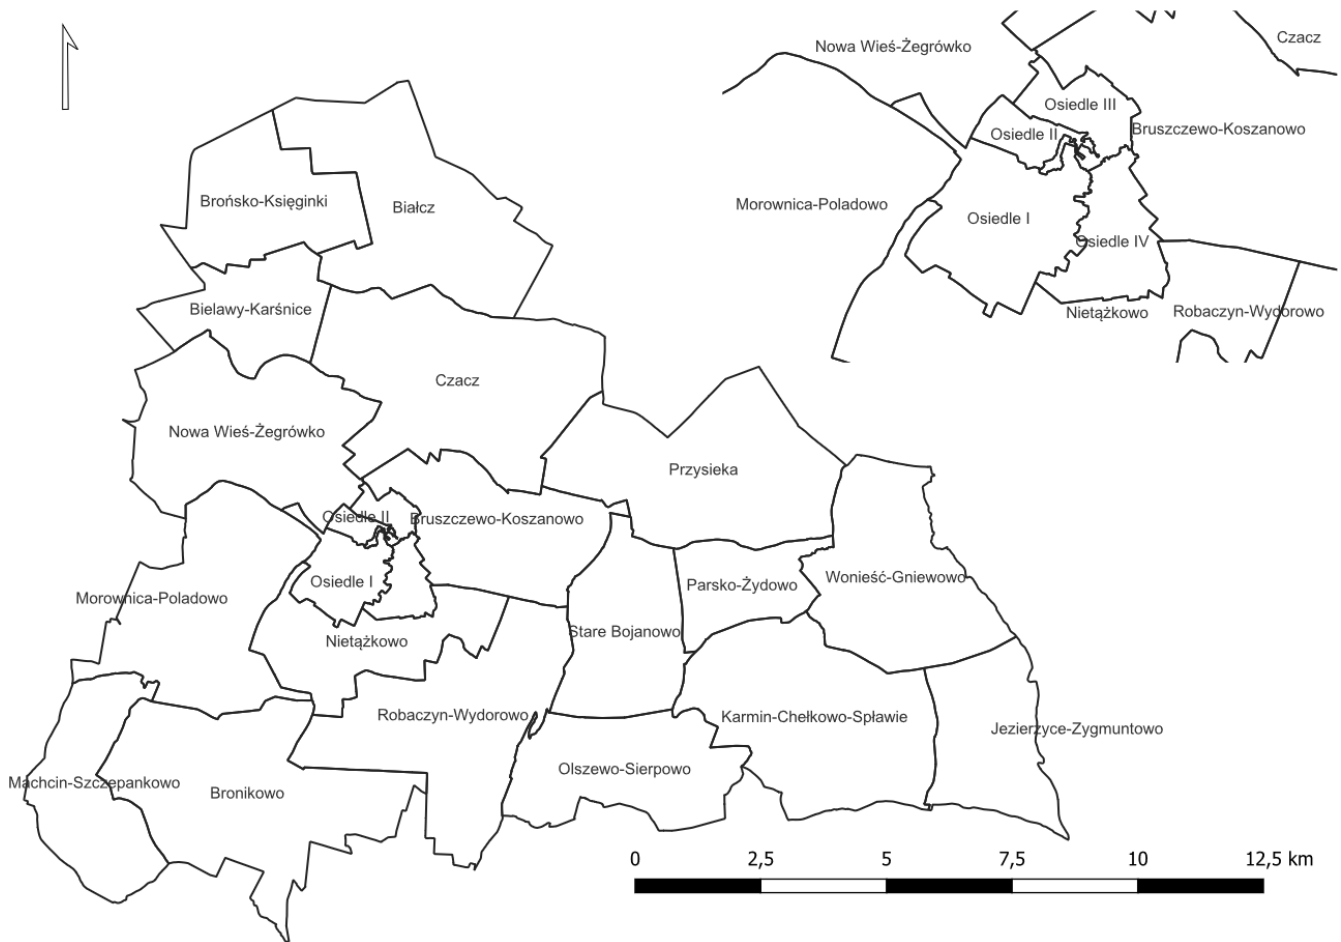 Nowa Wieś-Żegrówko
Czacz
Osiedle III
Osiedle II
Bruszczewo-Koszanowo
Morownica-Poladowo
Osiedle I
Osiedle IV
Nietążkowo
Robaczyn-Wydorowo
Brońsko-Księginki
Białcz
Bielawy-Karśnice
Czacz
Nowa Wieś-Żegrówko
Przysieka
Osiedle II
Bruszczewo-Koszanowo
Osiedle I
Parsko-Żydowo
Wonieść-Gniewowo
Morownica-Poladowo
Nietążkowo
Stare Bojanowo
Robaczyn-Wydorowo
Karmin-Chełkowo-Spławie
Jezierzyce-Zygmuntowo
Machcin-Szczepankowo
Bronikowo
Olszewo-Sierpowo
0 2,5 5 7,5 10 12,5 km